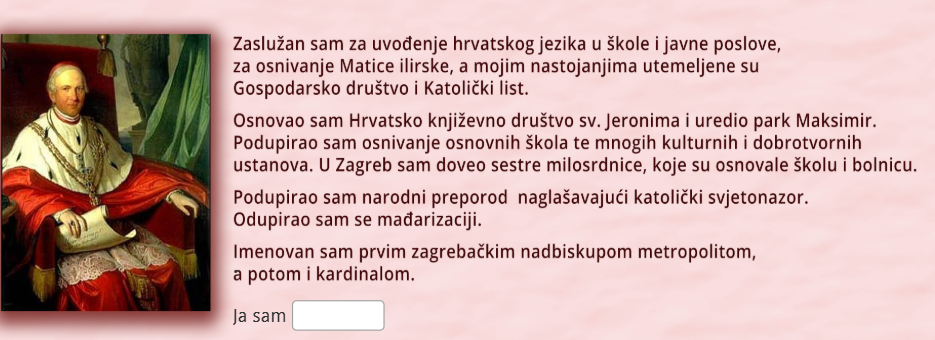 Zaslužan sam za uvođenje hrvatskog jezika u škole i javne poslove,
za osnivanje Matice ilirske, a mojim nastojanjima utemeljene su
Gospodarsko društvo i Katolički list.
Osnovao sam Hrvatsko književno društvo sv. Jeronima i uredio park Maksimir.
Podupirao sam osnivanje osnovnih škola te mnogih kulturnih i dobrotvornih
ustanova. U Zagreb sam doveo sestre milosrdnice, koje su osnovale školu i bolnicu.
Podupirao sam narodni preporod naglašavajući katolički svjetonazor.
Odupirao sam se mađarizaciji.
Imenovan sam prvim zagrebačkim nadbiskupom metropolitom,
a potom i kardinalom.
Ja sam